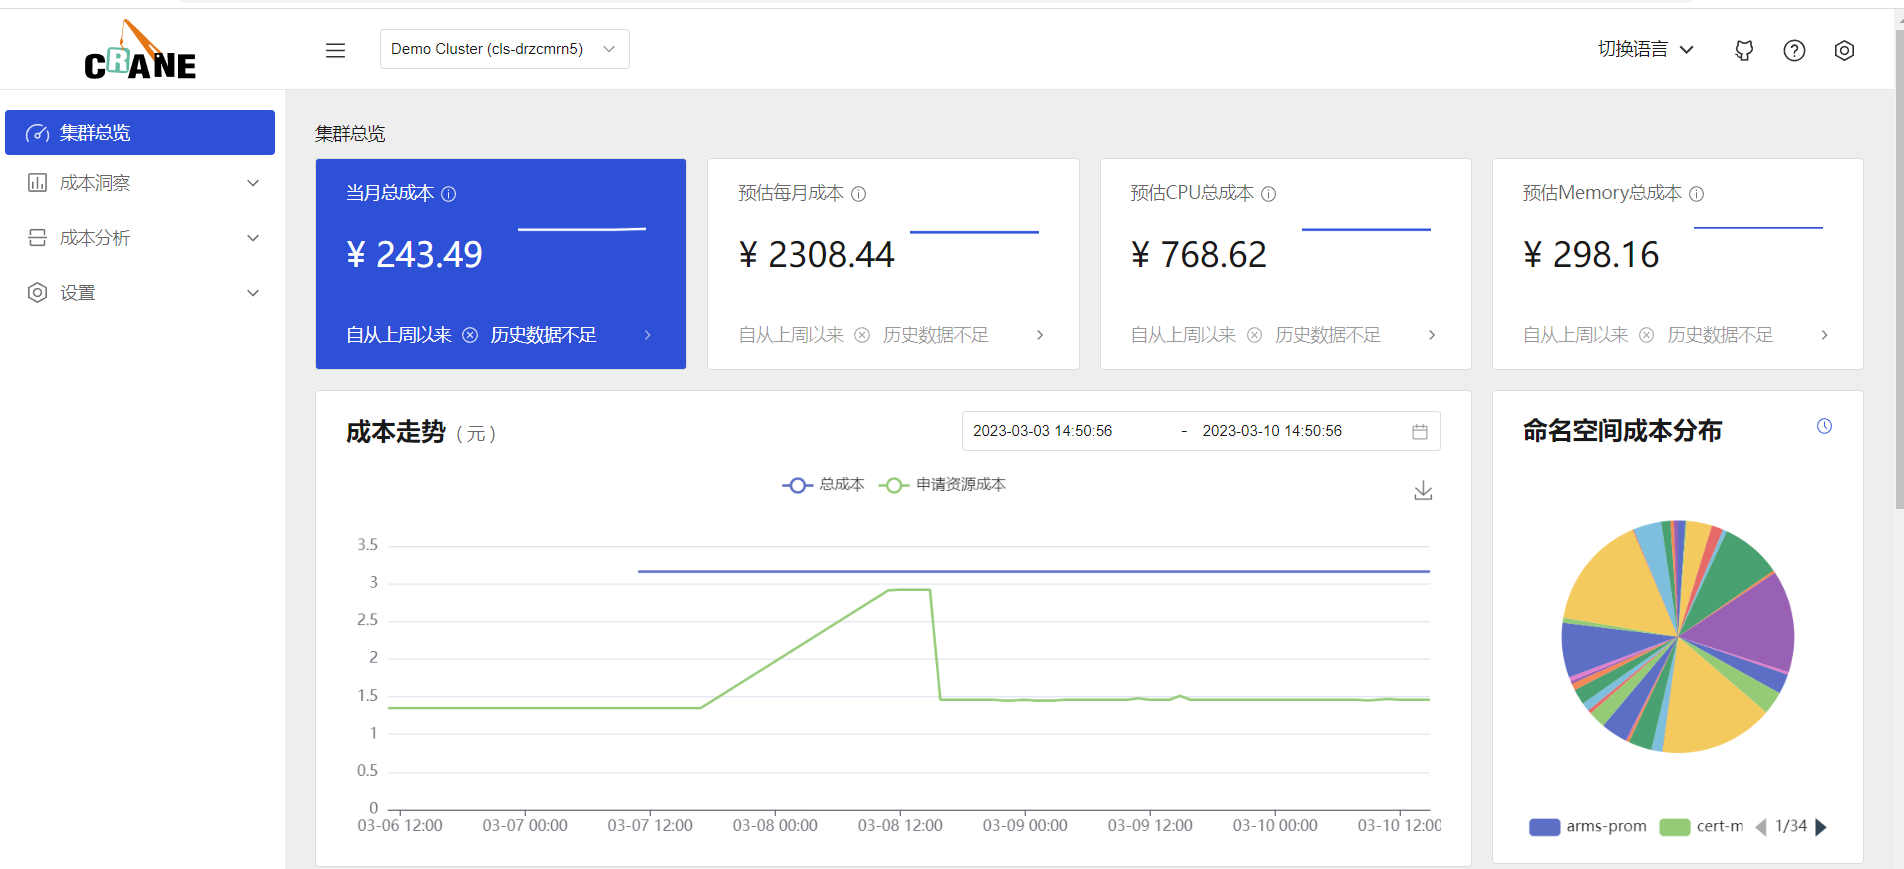 CRANE
Demo Cluster (cls-drzcmrn5)
切换语言
集群总览
成本洞察
成本分析
设置
集群总览
当月总成本
¥ 243.49
自从上周以来 历史数据不足
预估每月成本
¥ 2308.44
自从上周以来 历史数据不足
预估CPU总成本
¥ 768.62
自从上周以来 历史数据不足
预估Memory总成本
¥ 298.16
自从上周以来 历史数据不足
成本走势 ( 元 )
2023-03-03 14:50:56 - 2023-03-10 14:50:56
总成本 申请资源成本
3.5
3
2.5
2
1.5
1
0.5
0
03-06 12:00 03-07 00:00 03-07 12:00 03-08 00:00 03-08 12:00 03-09 00:00 03-09 12:00 03-10 00:00 03-10 12:00
命名空间成本分布
arms-prom cert-m 1/34